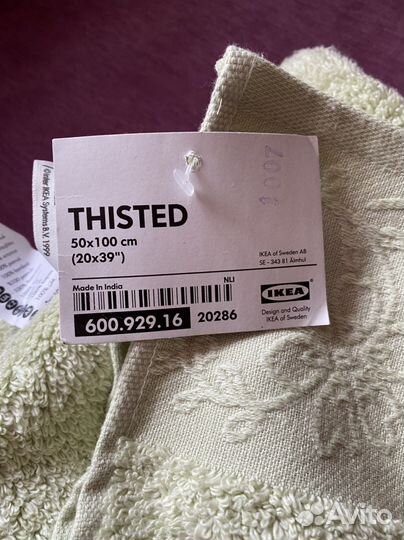 ©Inter IKEA Systems B.V. 1999
THISTED
50x100 cm
(20x39")
IKEA of Sweden AB
SE - 343 81 Älmhult
Made in India
NLI
600.929.16
20286
IKEA
Design and Quality
IKEA of Sweden
Avito